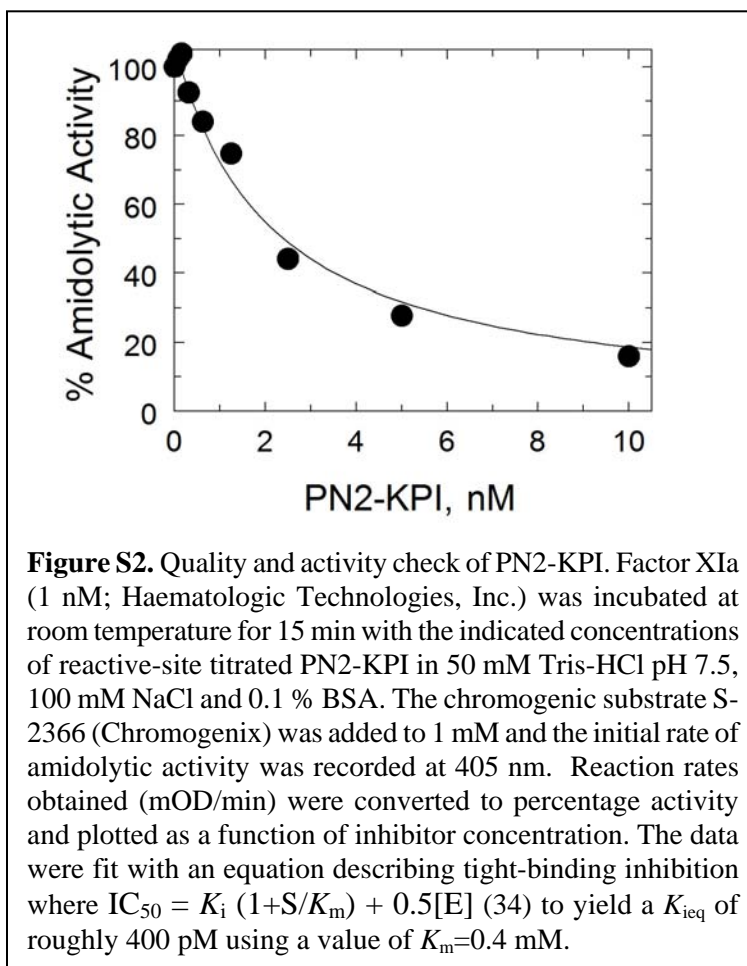 100
80
60
40
20
0
% Amidolytic Activity
0 2 4 6 8 10
PN2-KPI, nM
Figure S2. Quality and activity check of PN2-KPI. Factor XIa
(1 nM; Haematologic Technologies, Inc.) was incubated at
room temperature for 15 min with the indicated concentrations
of reactive-site titrated PN2-KPI in 50 mM Tris-HCl pH 7.5,
100 mM NaCl and 0.1 % BSA. The chromogenic substrate S-
2366 (Chromogenix) was added to 1 mM and the initial rate of
amidolytic activity was recorded at 405 nm. Reaction rates
obtained (mOD/min) were converted to percentage activity
and plotted as a function of inhibitor concentration. The data
were fit with an equation describing tight-binding inhibition
where IC50 = Ki (1+S/Km) + 0.5[E] (34) to yield a Kieq of
roughly 400 pM using a value of Km=0.4 mM.